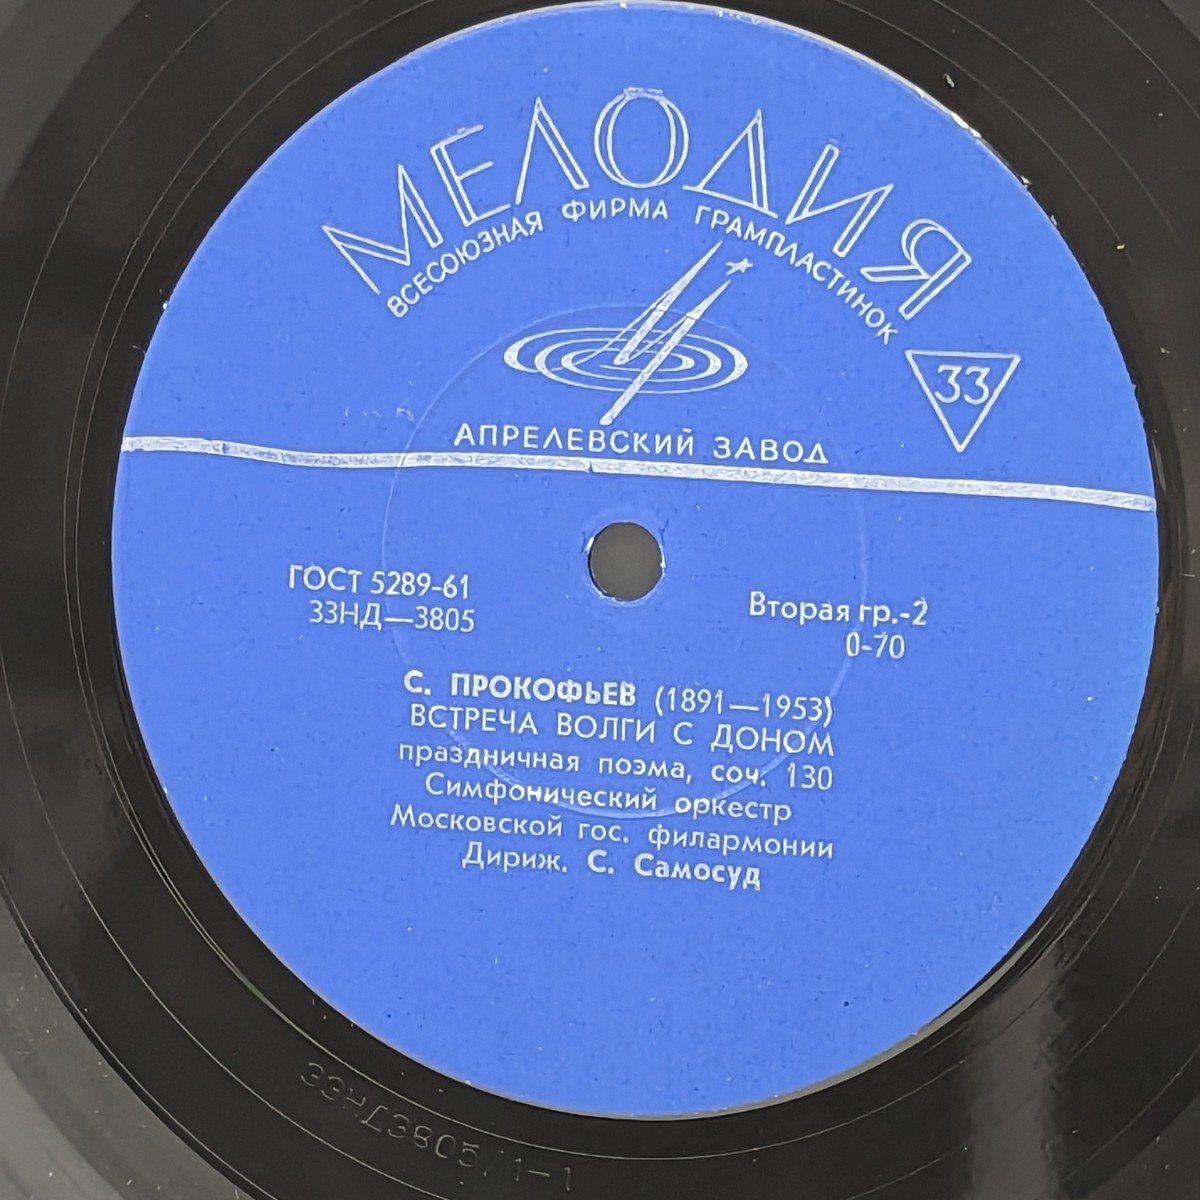 МЕЛОДИЯ
ВСЕСОЮЗНАЯ ФИРМА ГРАМПЛАСТИНОК
33
АПРЕЛЕВСКИЙ ЗАВОД
ГОСТ 5289-61
33НД—3805
Вторая гр.-2
0-70
С. ПРОКОФЬЕВ (1891—1953)
ВСТРЕЧА ВОЛГИ С ДОНОМ
праздничная поэма, соч. 130
Симфонический оркестр
Московской гос. филармонии
Дириж. С. Самосуд
33НД3805/1-1